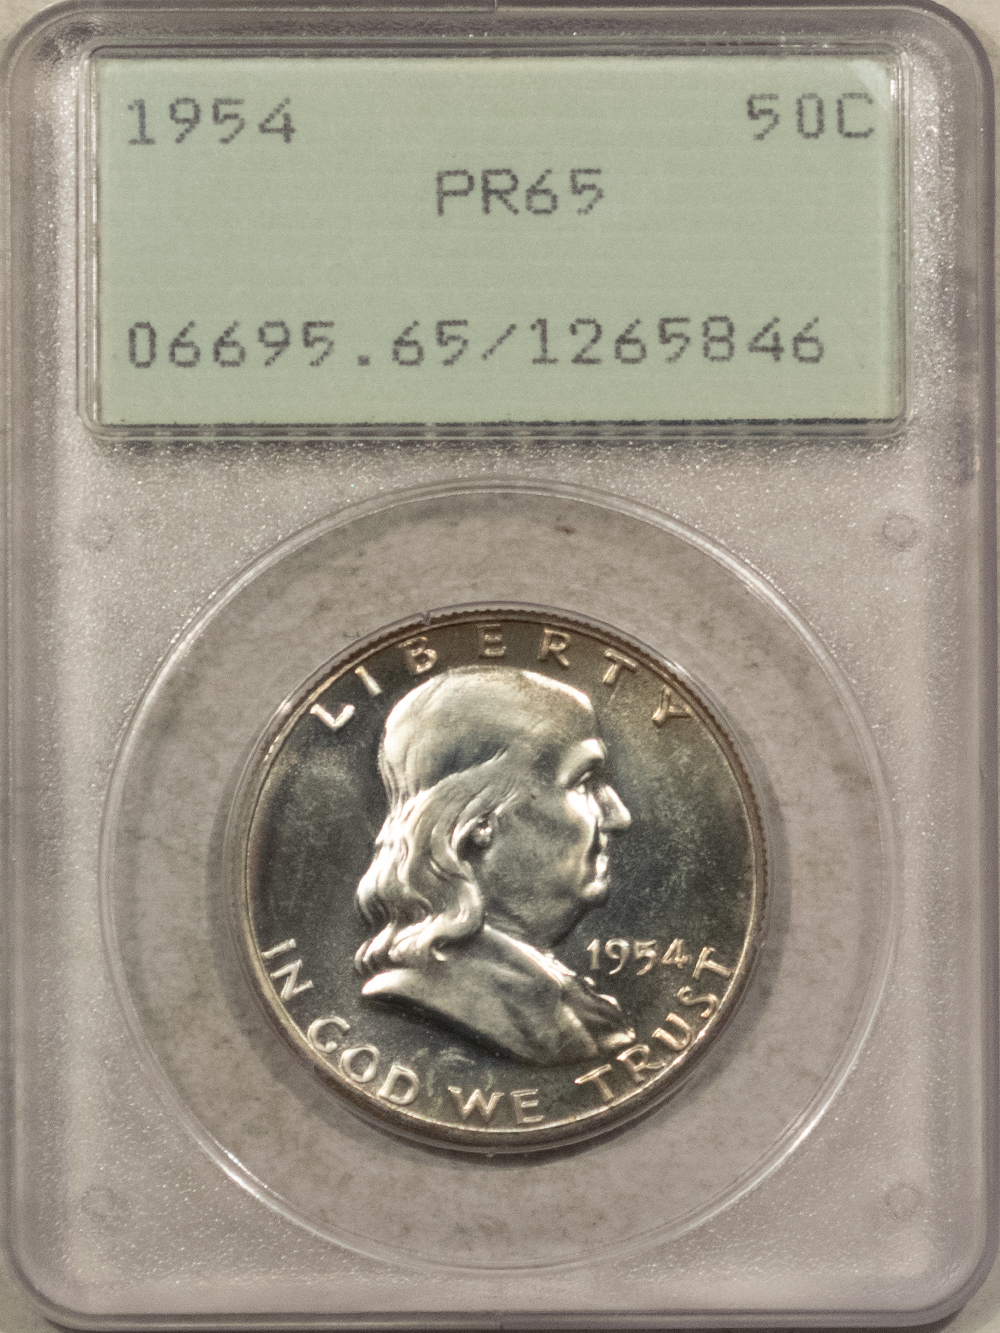 1954 50C
PR65
06695.65/1265846
LIBERTY
1954
IN GOD WE TRUST